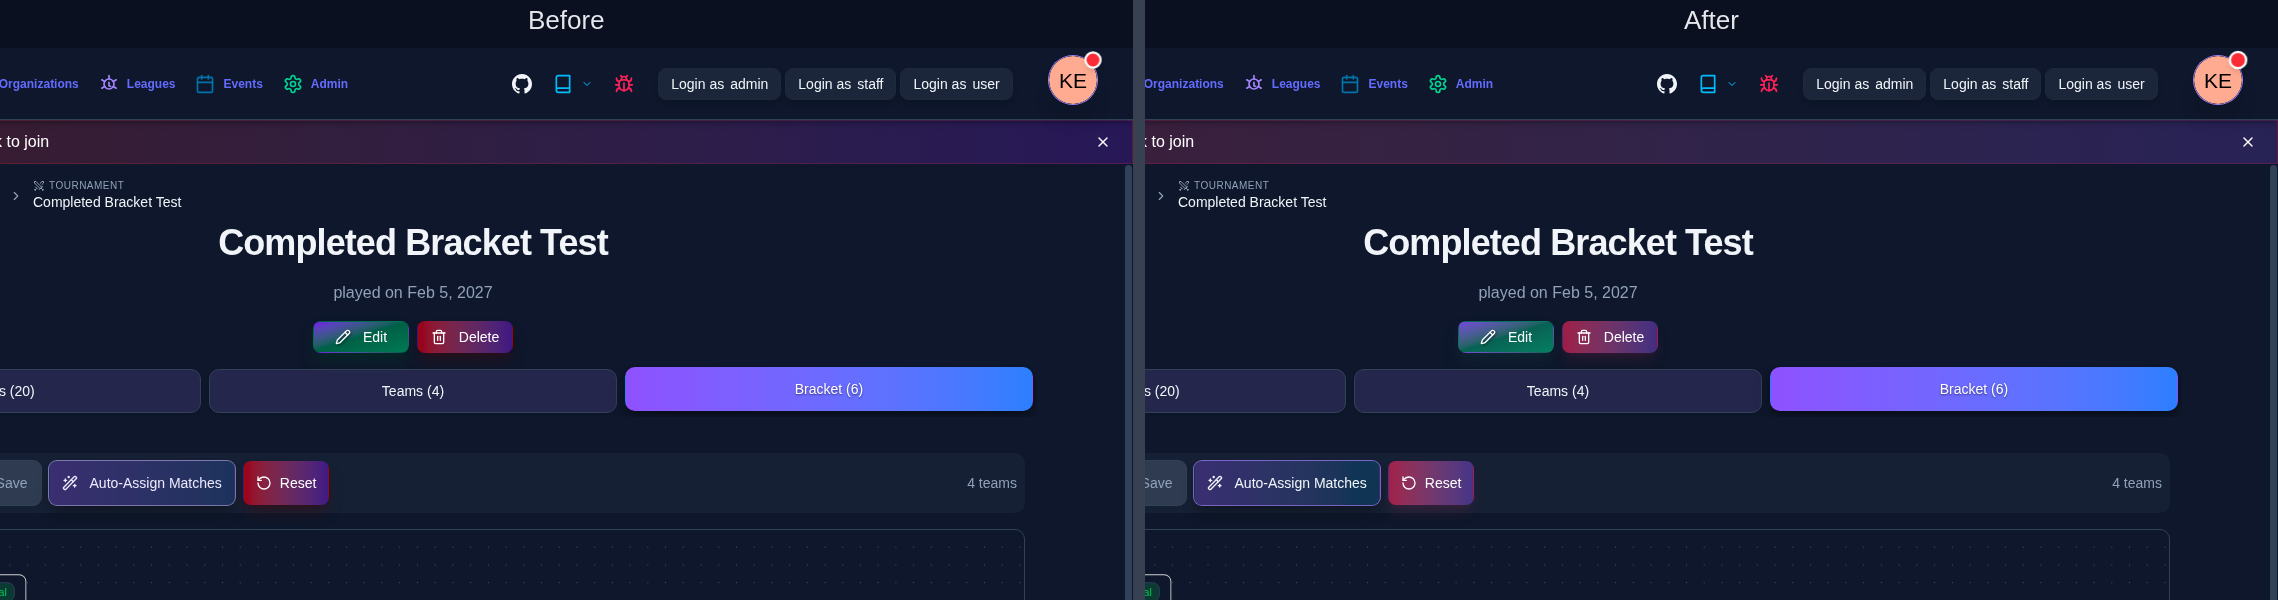 Before
Organizations Leagues Events Admin Login as admin Login as staff Login as user KE
to join
TOURNAMENT
Completed Bracket Test
Completed Bracket Test
played on Feb 5, 2027
Edit Delete
s (20) Teams (4) Bracket (6)
Save Auto-Assign Matches Reset 4 teams
al
After
Organizations Leagues Events Admin Login as admin Login as staff Login as user KE
to join
TOURNAMENT
Completed Bracket Test
Completed Bracket Test
played on Feb 5, 2027
Edit Delete
s (20) Teams (4) Bracket (6)
Save Auto-Assign Matches Reset 4 teams
al